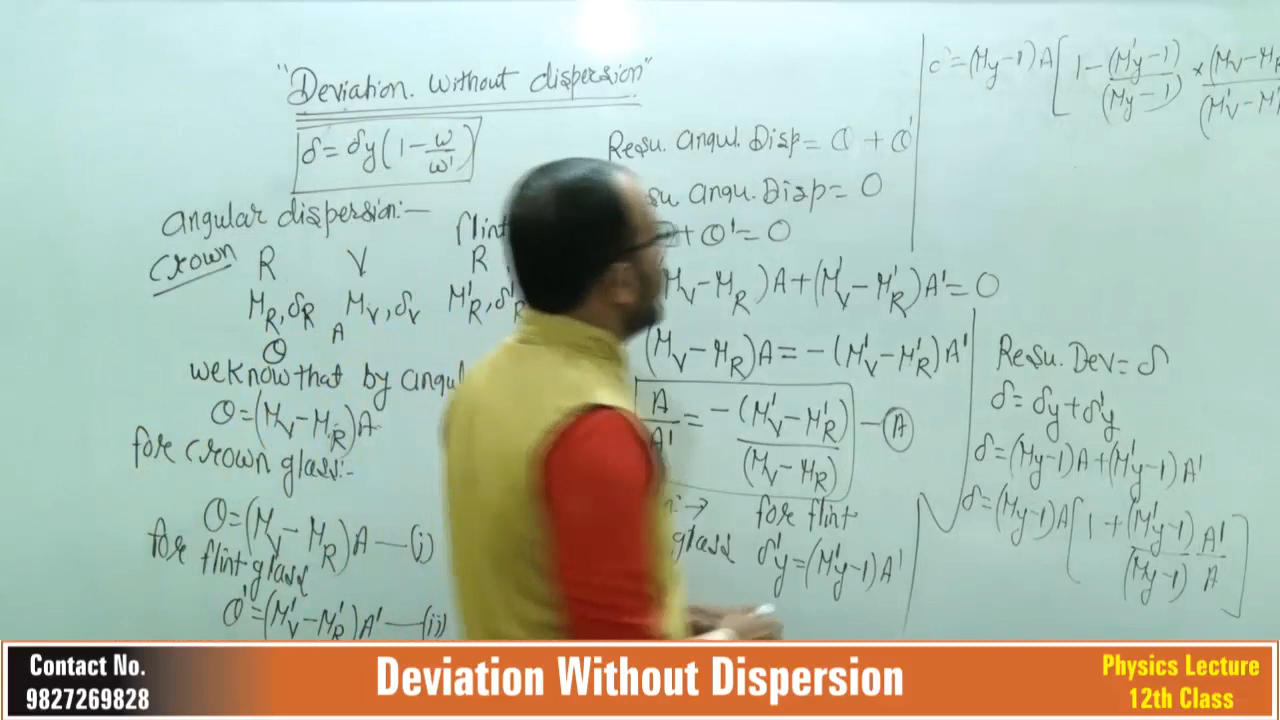 "Deviation. without dispersion"
δ = δy(1 - ω/ω')
Angular dispersion:-
Crown R V
flint
R
μR, δR μV, δV μ'R, δ'R
A
θ
we know that by angul
θ = (μV - μR)A
for crown glass:-
θ = (μV - μR)A —(i)
for flint glass
θ' = (μ'V - μ'R)A' —(ii)
Resu. Angul. Disp = θ + θ'
su Angu. Disp = 0
+ θ' = 0
μV - μR)A + (μ'V - μ'R)A' = 0
(μV - μR)A = -(μ'V - μ'R)A'
A/A' = -(μ'V - μ'R)/(μV - μR) —(A)
for flint
glass δ'y = (μ'y - 1)A'
Resu. Dev = δ
δ = δy + δ'y
δ = (μy - 1)A + (μ'y - 1)A'
δ = (μy - 1)A[1 + (μ'y - 1)/(μy - 1) A'/A]
= (μy - 1)A[1 - (μ'y - 1)/(μy - 1) × (μV - μR/(μ'V - μ'
Contact No.
9827269828
Deviation Without Dispersion
Physics Lecture
12th Class